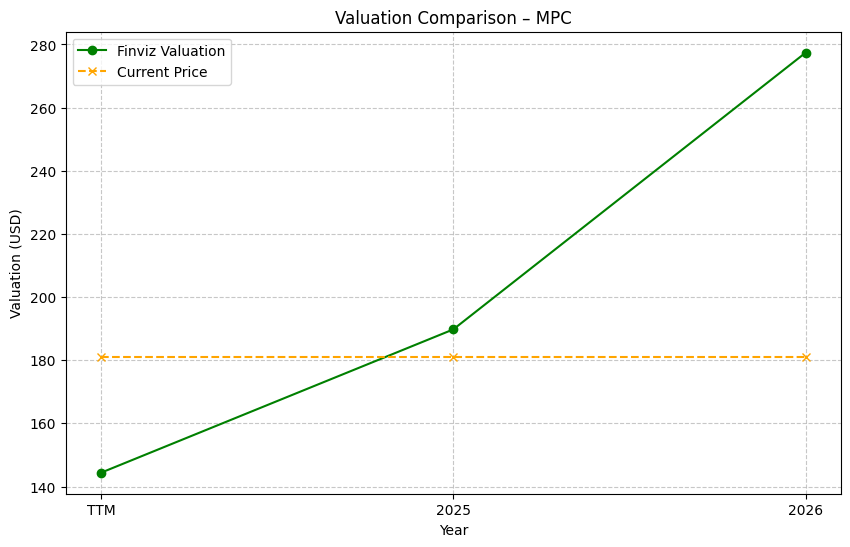 Valuation Comparison – MPC
Finviz Valuation
Current Price
Valuation (USD)
280
260
240
220
200
180
160
140
TTM
2025
2026
Year